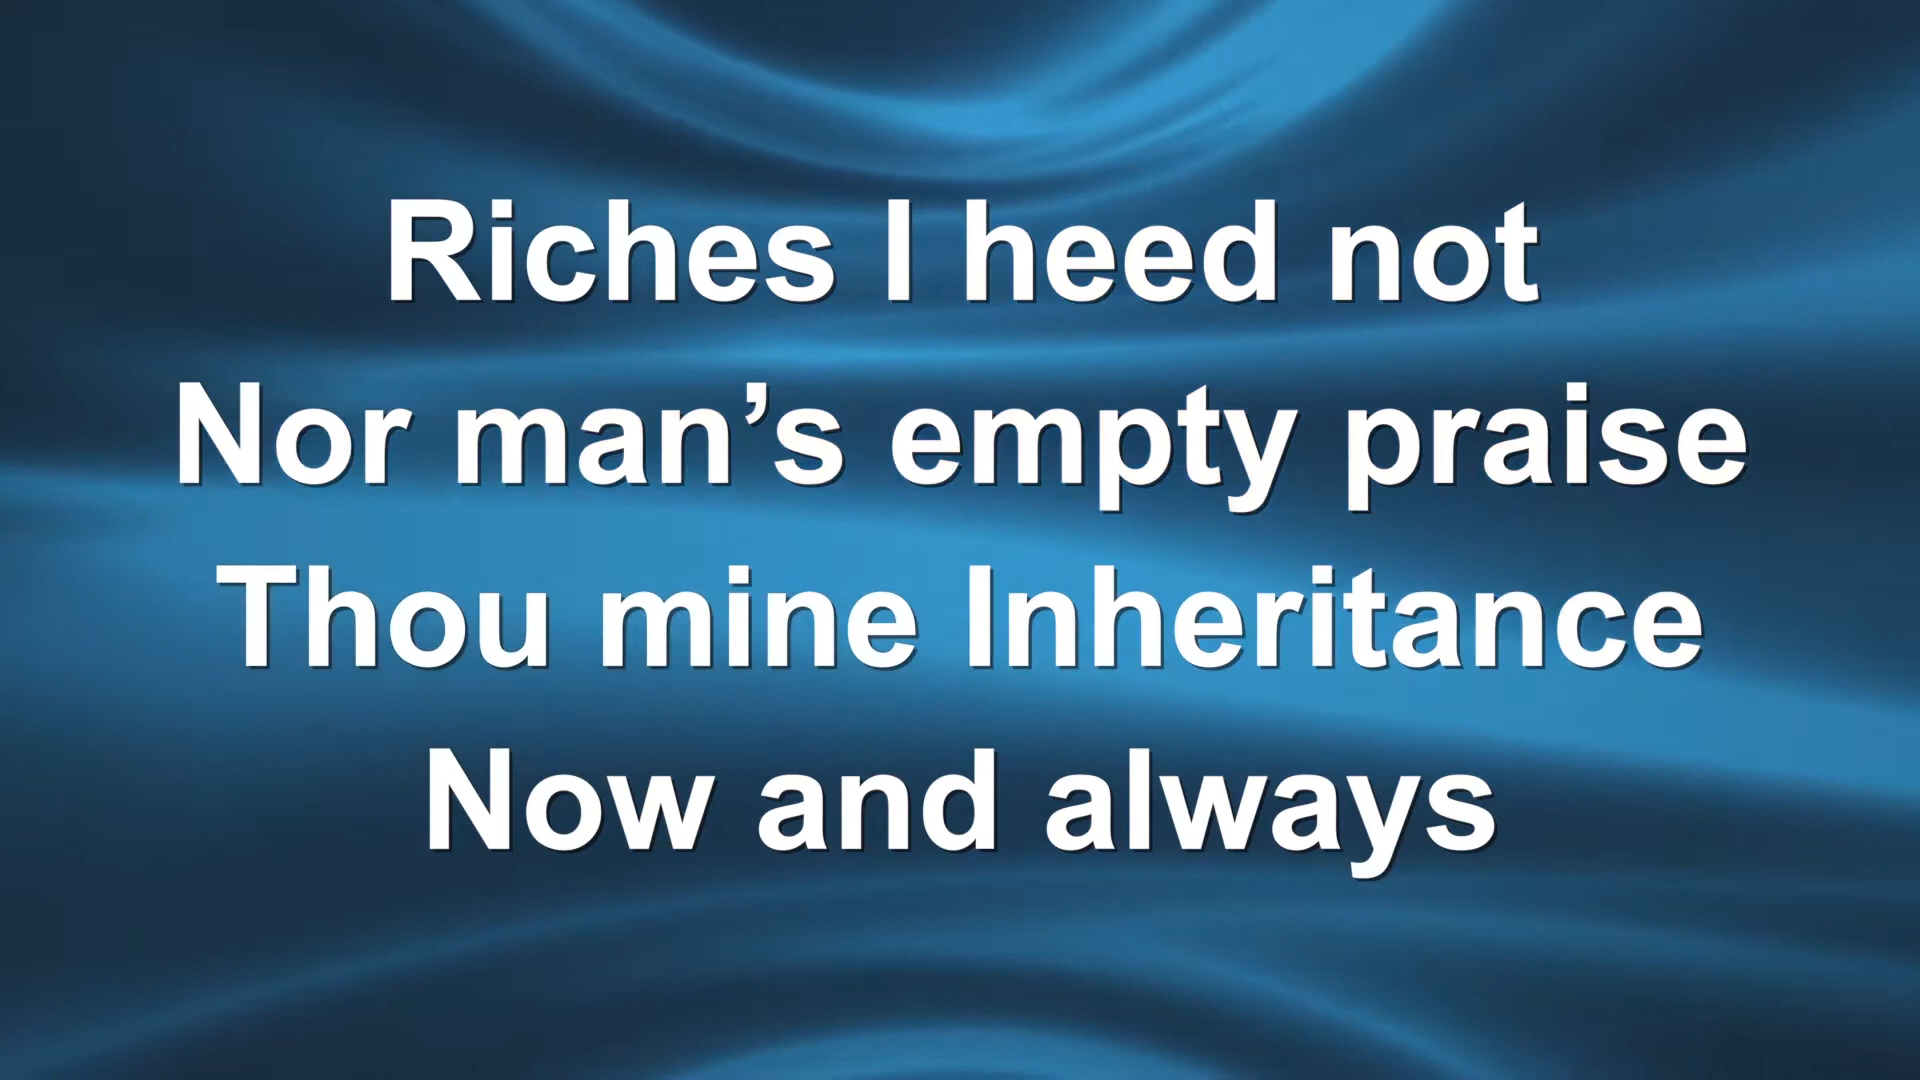 Riches I heed not
Nor man’s empty praise
Thou mine Inheritance
Now and always